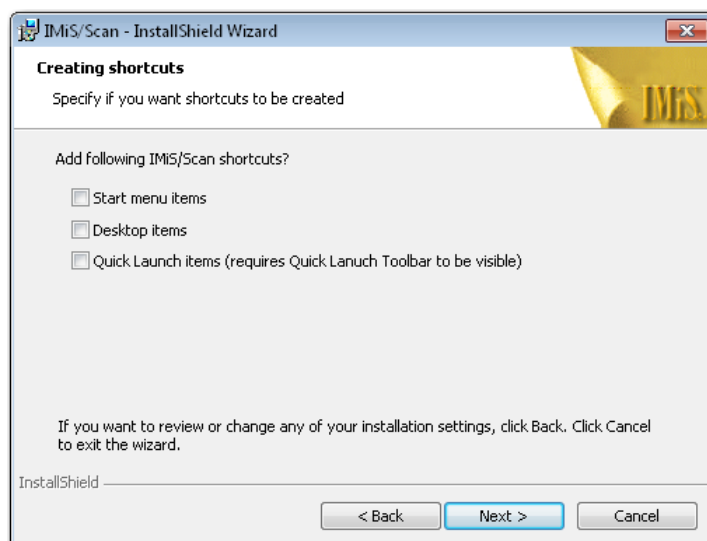 IMiS/Scan - InstallShield Wizard
Creating shortcuts
Specify if you want shortcuts to be created
IMiS
Add following IMiS/Scan shortcuts?
Start menu items
Desktop items
Quick Launch items (requires Quick Lanuch Toolbar to be visible)
If you want to review or change any of your installation settings, click Back. Click Cancel
to exit the wizard.
InstallShield
< Back
Next >
Cancel